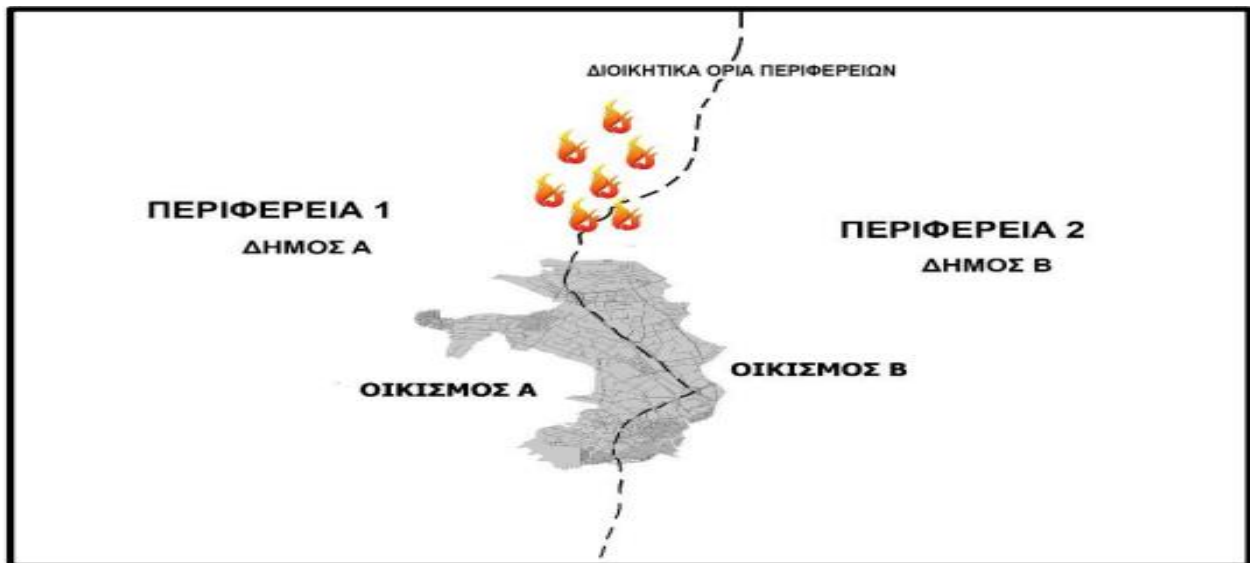 ΔΙΟΙΚΗΤΙΚΑ ΟΡΙΑ ΠΕΡΙΦΕΡΕΙΩΝ
ΠΕΡΙΦΕΡΕΙΑ 1
ΔΗΜΟΣ Α
ΠΕΡΙΦΕΡΕΙΑ 2
ΔΗΜΟΣ Β
ΟΙΚΙΣΜΟΣ Α
ΟΙΚΙΣΜΟΣ Β